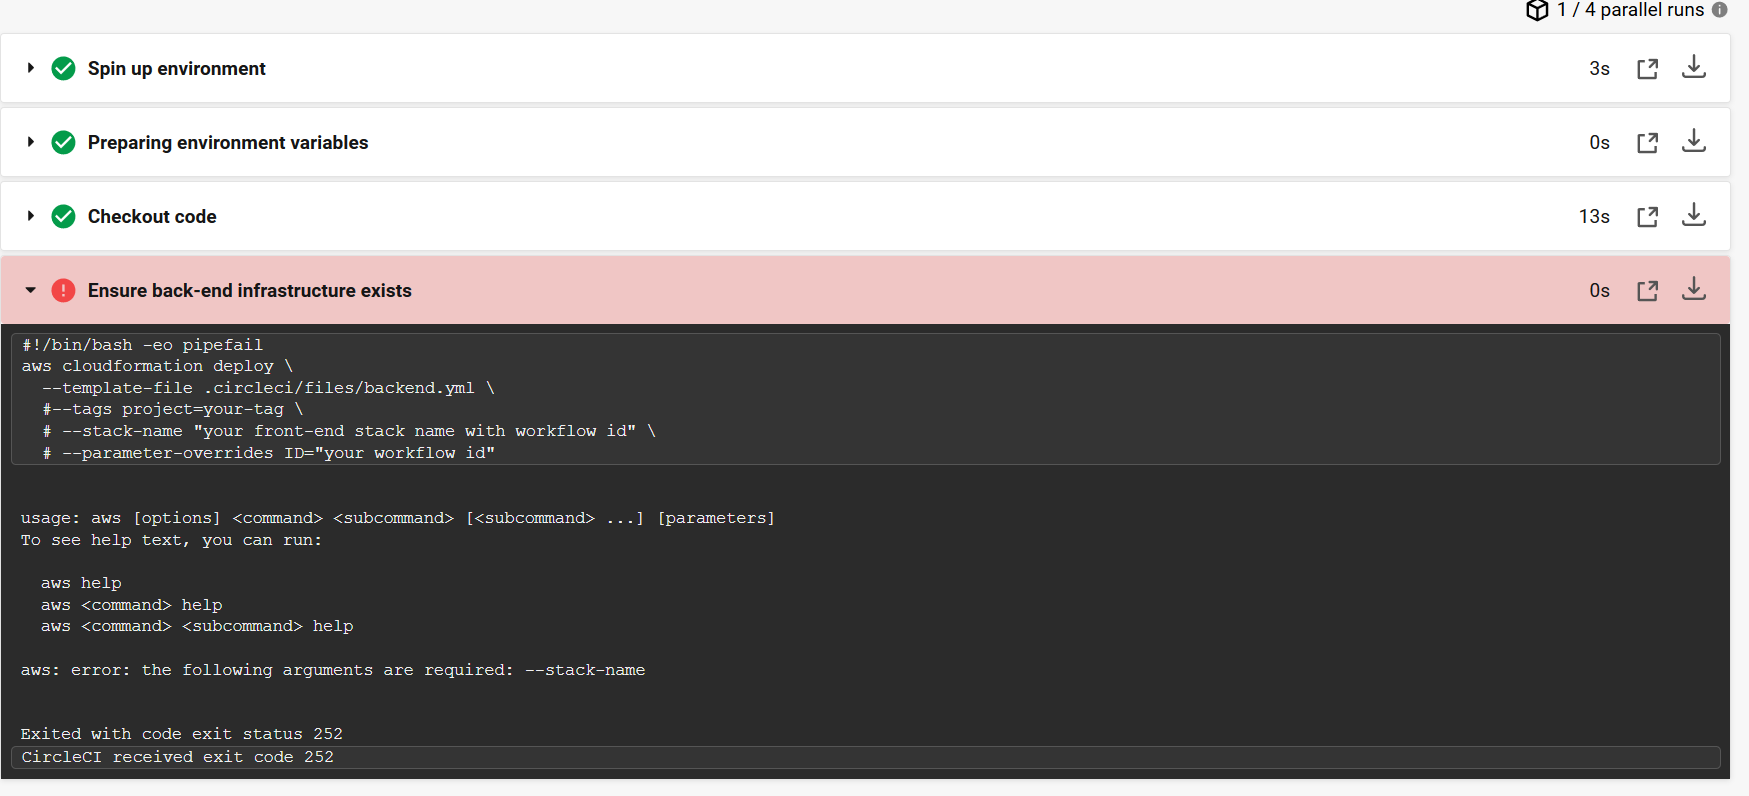 1 / 4 parallel runs
Spin up environment 3s
Preparing environment variables 0s
Checkout code 13s
Ensure back-end infrastructure exists 0s
#!/bin/bash -eo pipefail
aws cloudformation deploy \
  --template-file .circleci/files/backend.yml \
  #--tags project=your-tag \
  # --stack-name "your front-end stack name with workflow id" \
  # --parameter-overrides ID="your workflow id"
usage: aws [options] <command> <subcommand> [<subcommand> ...] [parameters]
To see help text, you can run:
  aws help
  aws <command> help
  aws <command> <subcommand> help
aws: error: the following arguments are required: --stack-name
Exited with code exit status 252
CircleCI received exit code 252